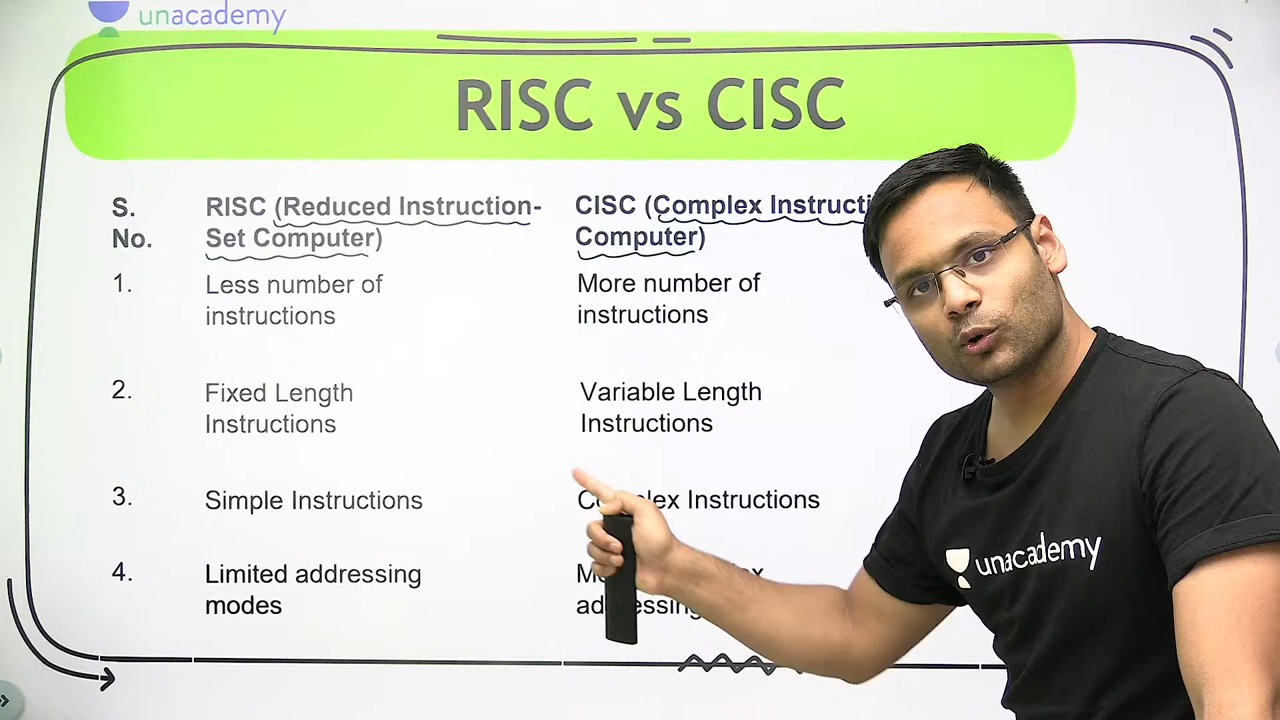 unacademy
RISC vs CISC
S.
No.
RISC (Reduced Instruction-
Set Computer)
CISC (Complex Instructi
Computer)
1.
Less number of
instructions
More number of
instructions
2.
Fixed Length
Instructions
Variable Length
Instructions
3.
Simple Instructions
Instructions
4.
Limited addressing
modes
unacademy